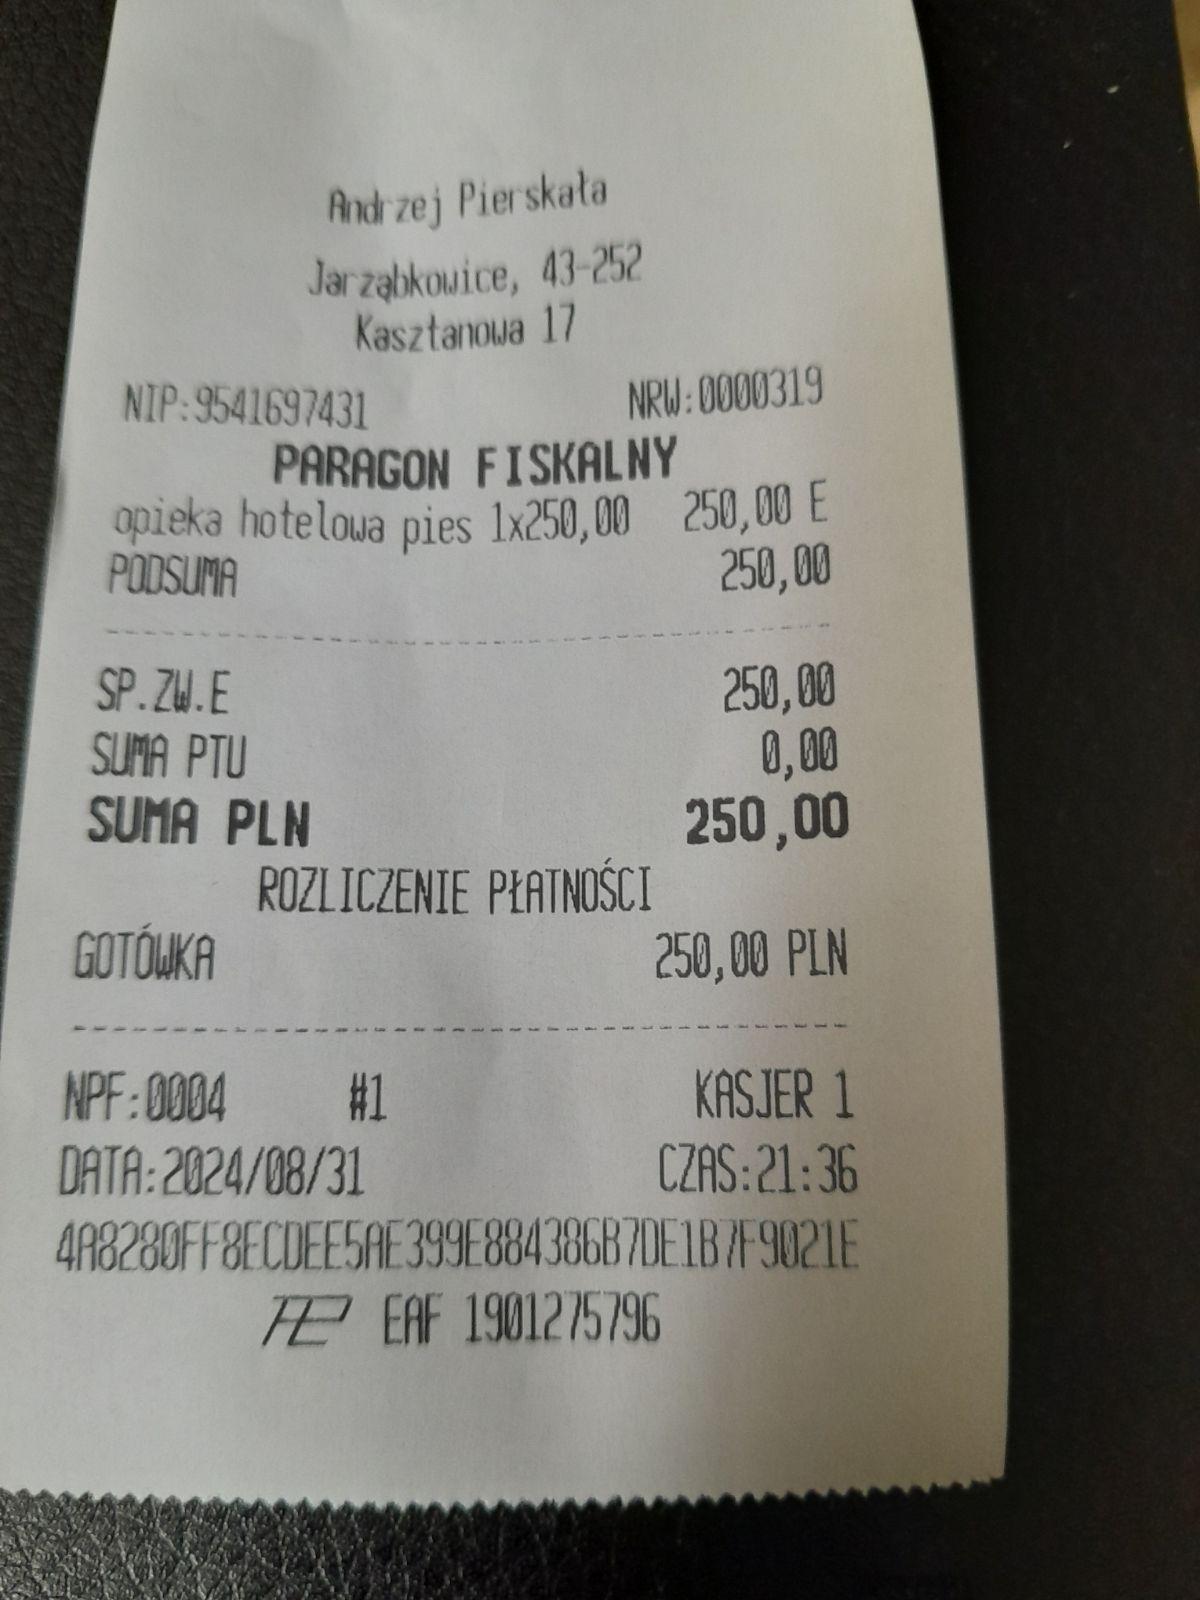 Andrzej Pierskała
Jarząbkowice, 43-252
Kasztanowa 17
NIP:9541697431 NRW:0000319
PARAGON FISKALNY
opieka hotelowa pies 1x250,00 250,00 E
PODSUMA 250,00
SP.ZW.E 250,00
SUMA PTU 0,00
SUMA PLN 250,00
ROZLICZENIE PŁATNOŚCI
GOTÓWKA 250,00 PLN
NPF:0004 #1 KASJER 1
DATA:2024/08/31 CZAS:21:36
4A8280FF8ECDEE5AE399E884386B7DE1B7F9021E
EAF 1901275796